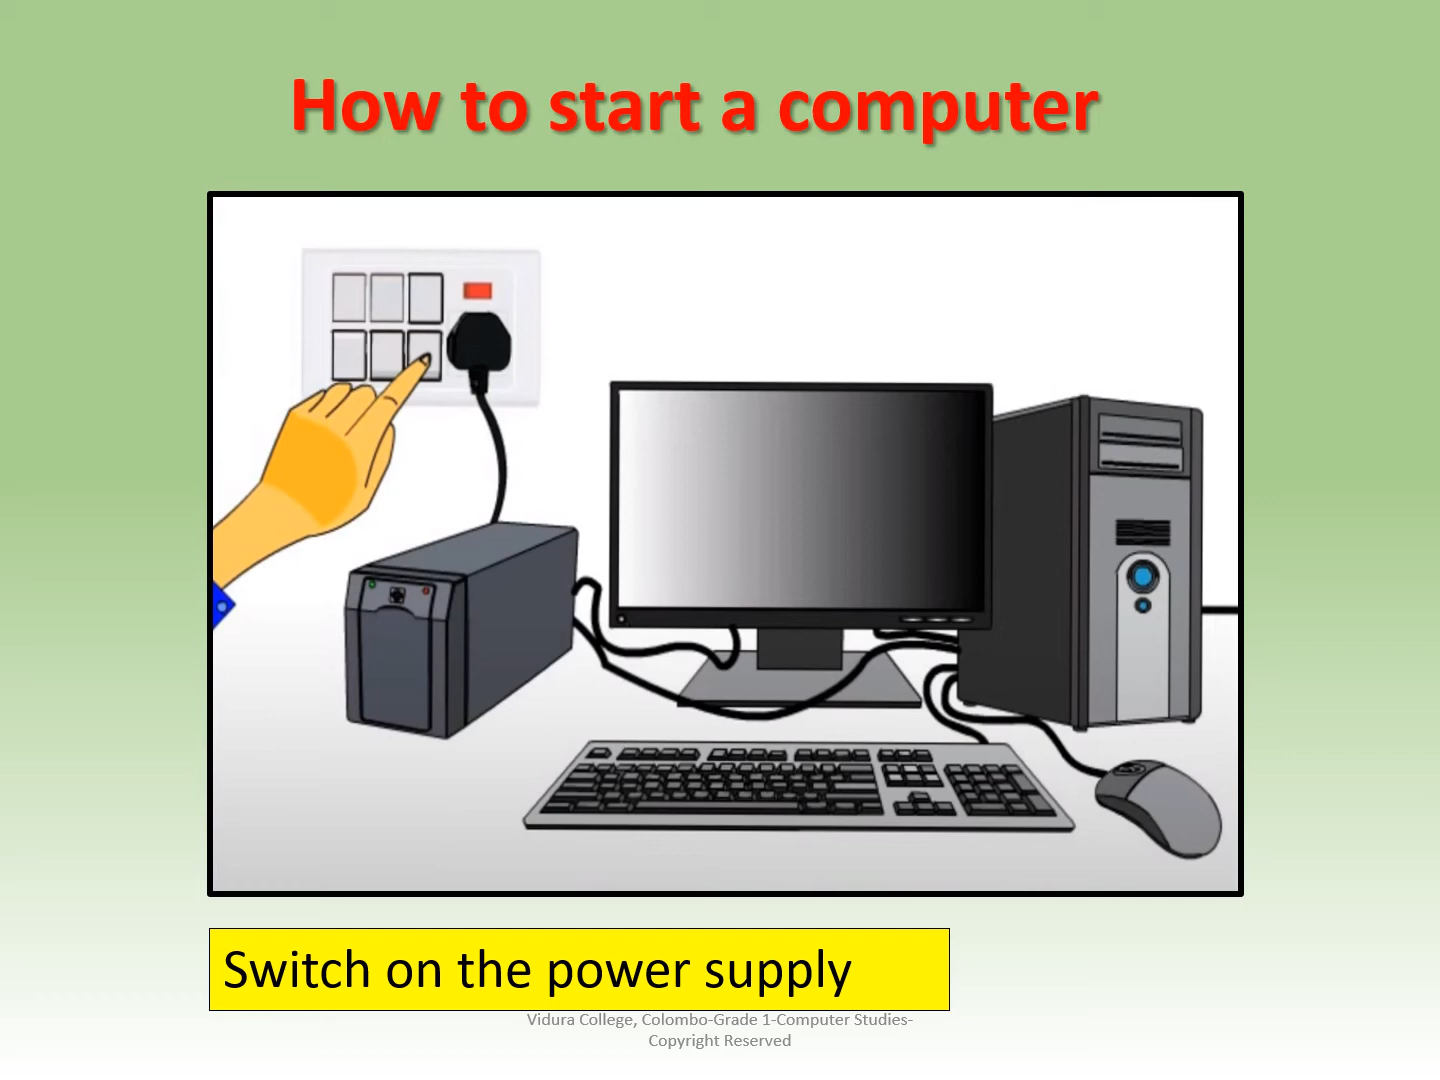 How to start a computer
Switch on the power supply
Vidura College, Colombo-Grade 1-Computer Studies-
Copyright Reserved